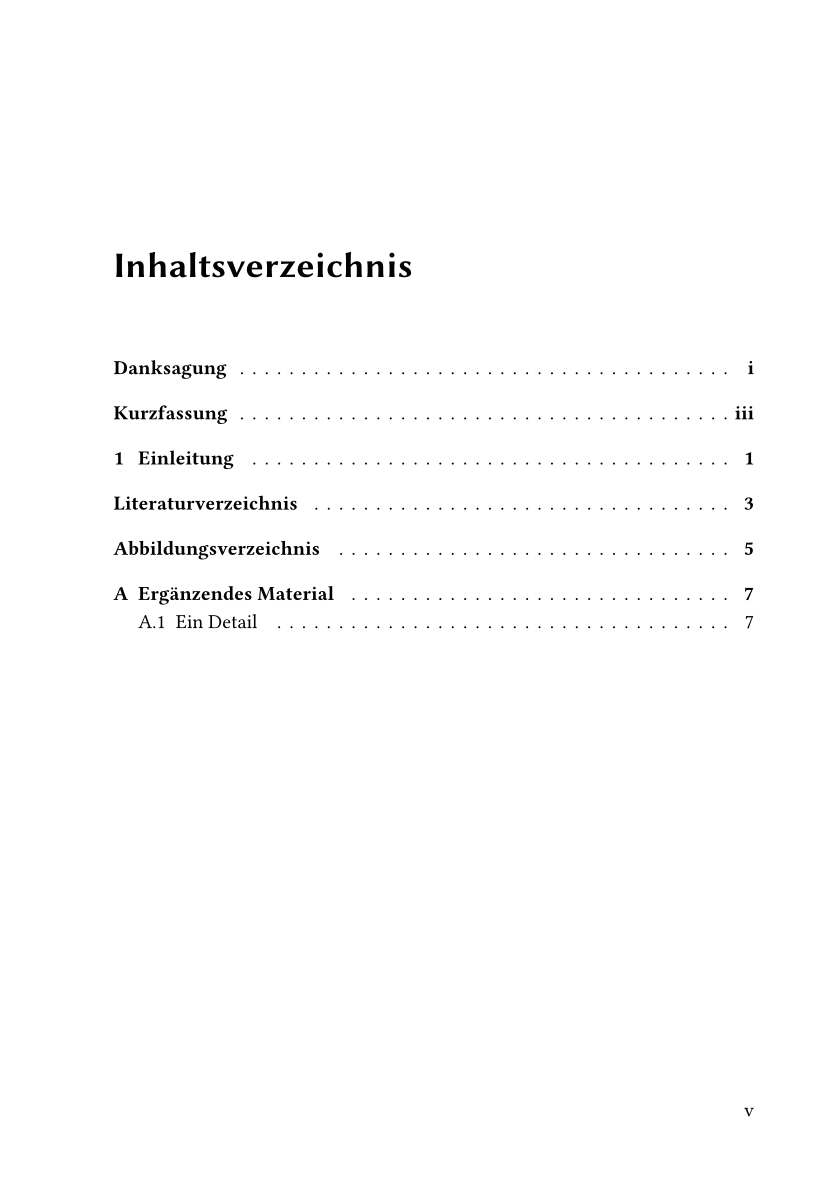 Inhaltsverzeichnis
Danksagung . . . . . . . . . . . . . . . . . . . . . . . . . . . . . . . . . . . . . . . . i
Kurzfassung . . . . . . . . . . . . . . . . . . . . . . . . . . . . . . . . . . . . . . . . iii
1 Einleitung . . . . . . . . . . . . . . . . . . . . . . . . . . . . . . . . . . . . . . . 1
Literaturverzeichnis . . . . . . . . . . . . . . . . . . . . . . . . . . . . . . . . . . 3
Abbildungsverzeichnis . . . . . . . . . . . . . . . . . . . . . . . . . . . . . . . . 5
A Ergänzendes Material . . . . . . . . . . . . . . . . . . . . . . . . . . . . . . . 7
A.1 Ein Detail . . . . . . . . . . . . . . . . . . . . . . . . . . . . . . . . . . . . . 7
v